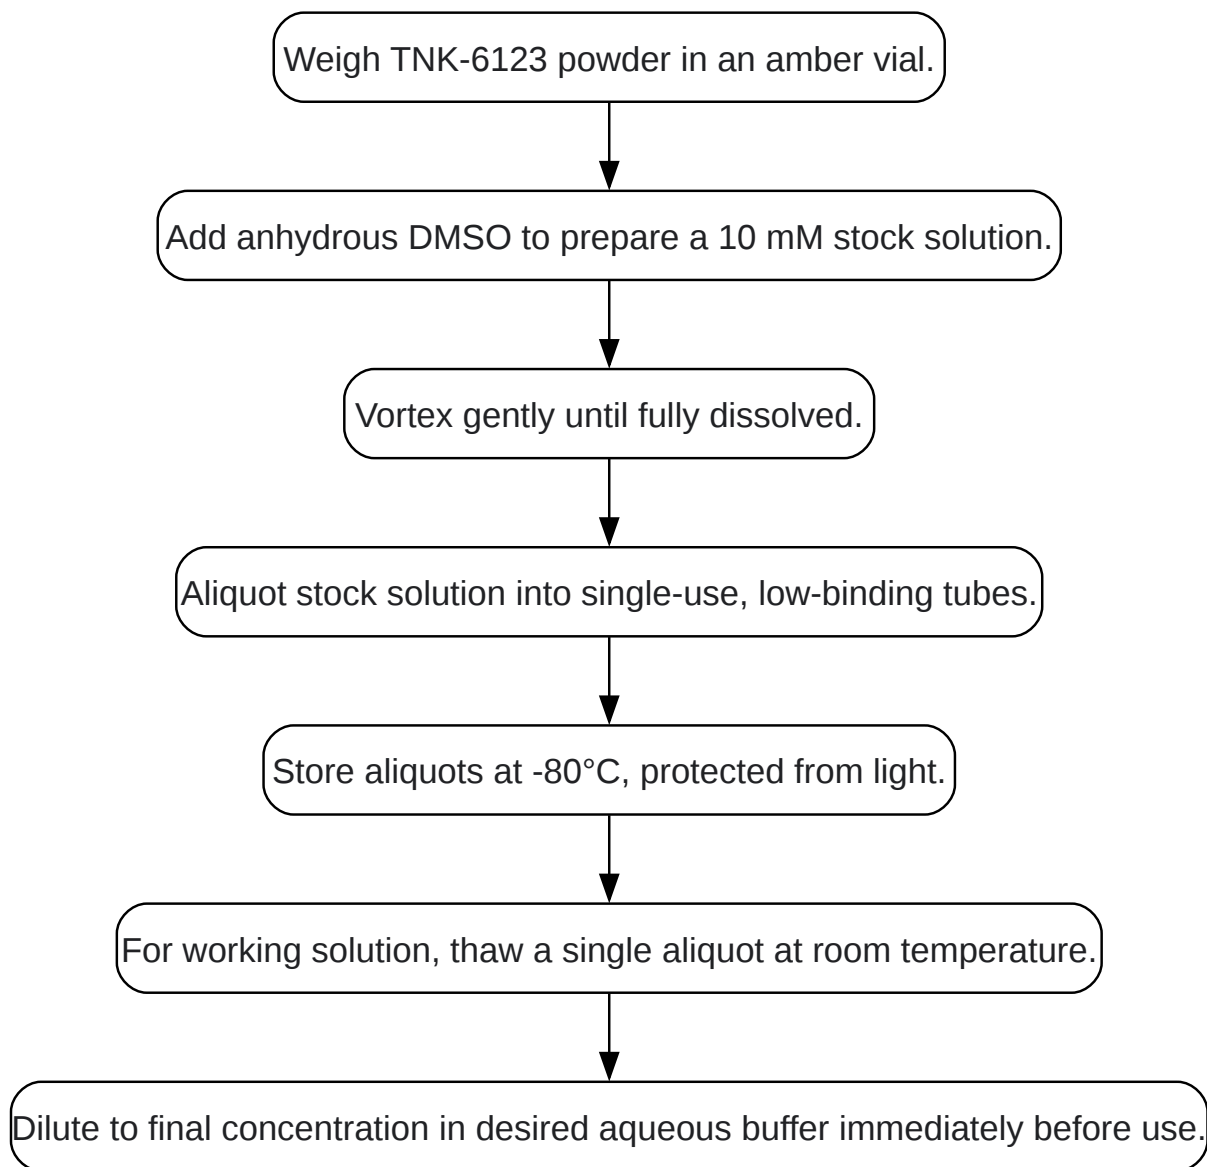 Weigh TNK-6123 powder in an amber vial.
Add anhydrous DMSO to prepare a 10 mM stock solution.
Vortex gently until fully dissolved.
Aliquot stock solution into single-use, low-binding tubes.
Store aliquots at -80°C, protected from light.
For working solution, thaw a single aliquot at room temperature.
Dilute to final concentration in desired aqueous buffer immediately before use.